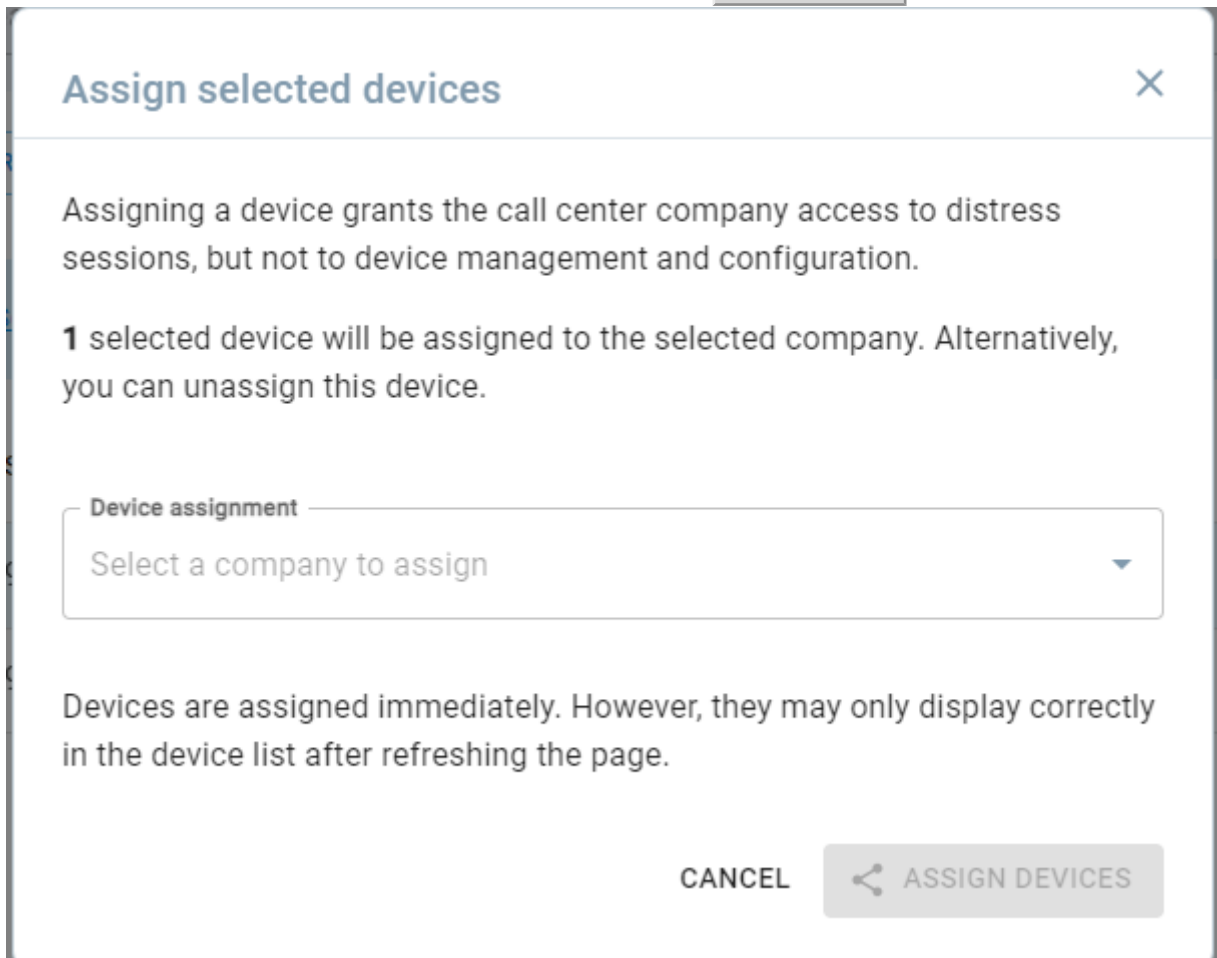 Assign selected devices
Assigning a device grants the call center company access to distress
sessions, but not to device management and configuration.
1 selected device will be assigned to the selected company. Alternatively,
you can unassign this device.
Device assignment
Select a company to assign
Devices are assigned immediately. However, they may only display correctly
in the device list after refreshing the page.
CANCEL
ASSIGN DEVICES